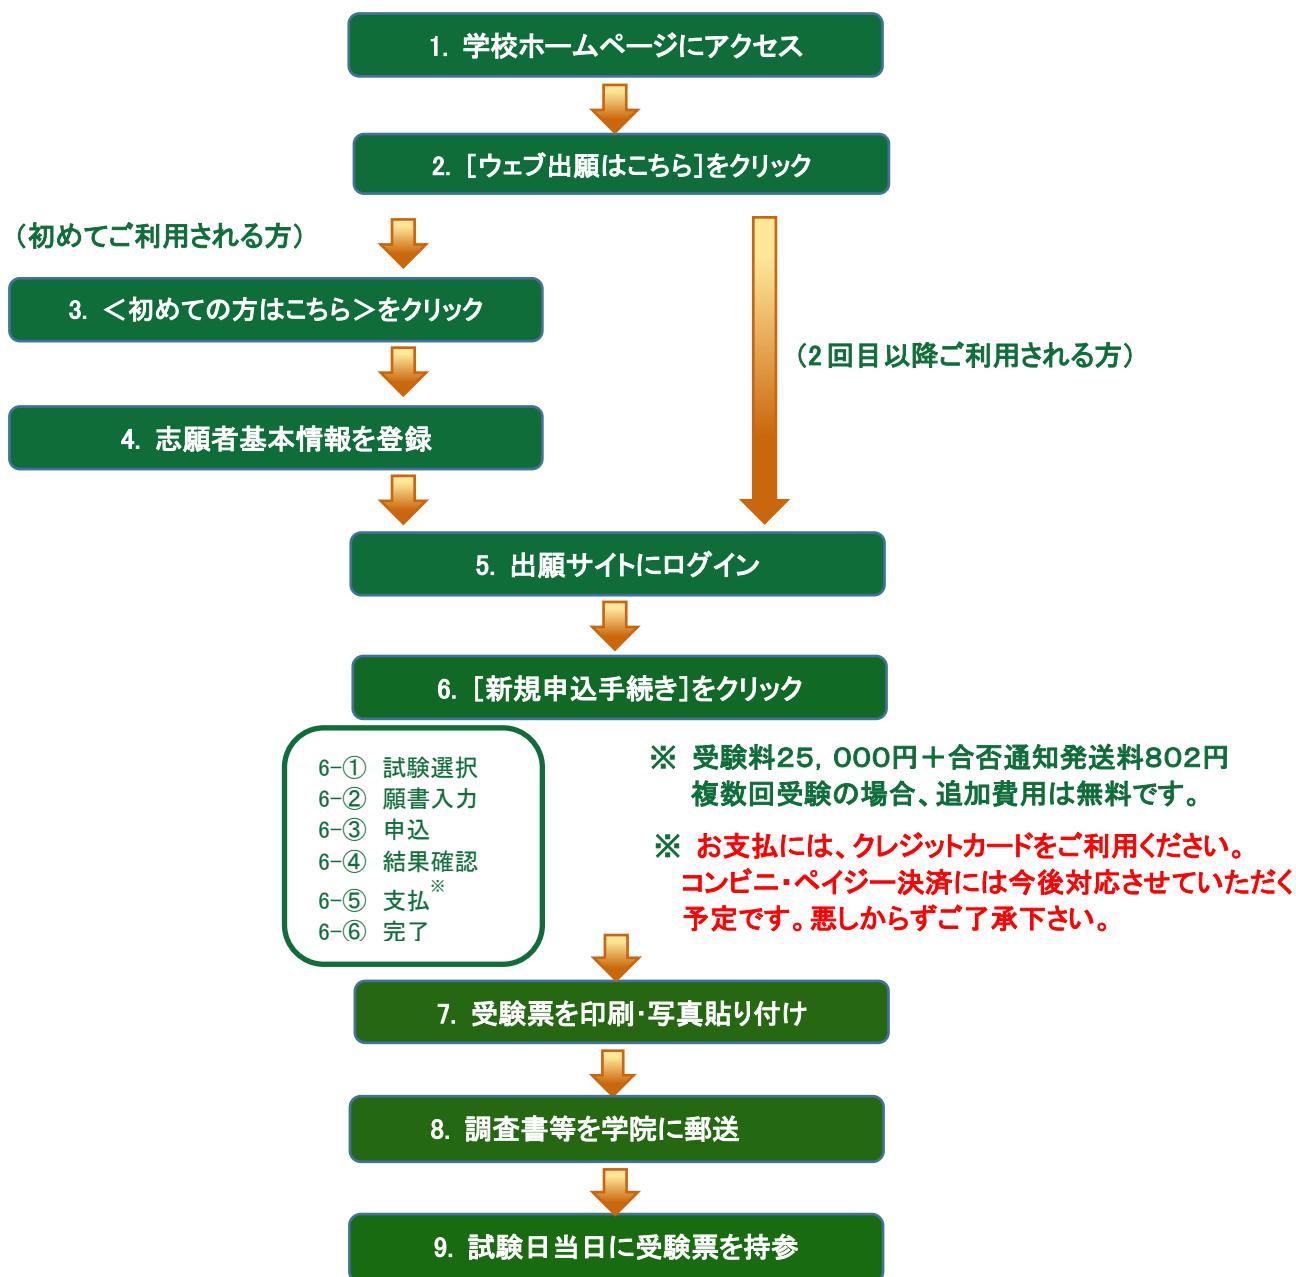 1. 学校ホームページにアクセス
2. [ウェブ出願はこちら]をクリック
(初めてご利用される方)
3. <初めての方はこちら>をクリック
(2回目以降ご利用される方)
4. 志願者基本情報を登録
5. 出願サイトにログイン
6. [新規申込手続き]をクリック
6-① 試験選択
6-② 願書入力
6-③ 申込
6-④ 結果確認
6-⑤ 支払※
6-⑥ 完了
※ 受験料25,000円+合否通知発送料802円
複数回受験の場合、追加費用は無料です。
※ お支払には、クレジットカードをご利用ください。
コンビニ・ペイジー決済には今後対応させていただく
予定です。悪しからずご了承下さい。
7. 受験票を印刷・写真貼り付け
8. 調査書等を学院に郵送
9. 試験日当日に受験票を持参